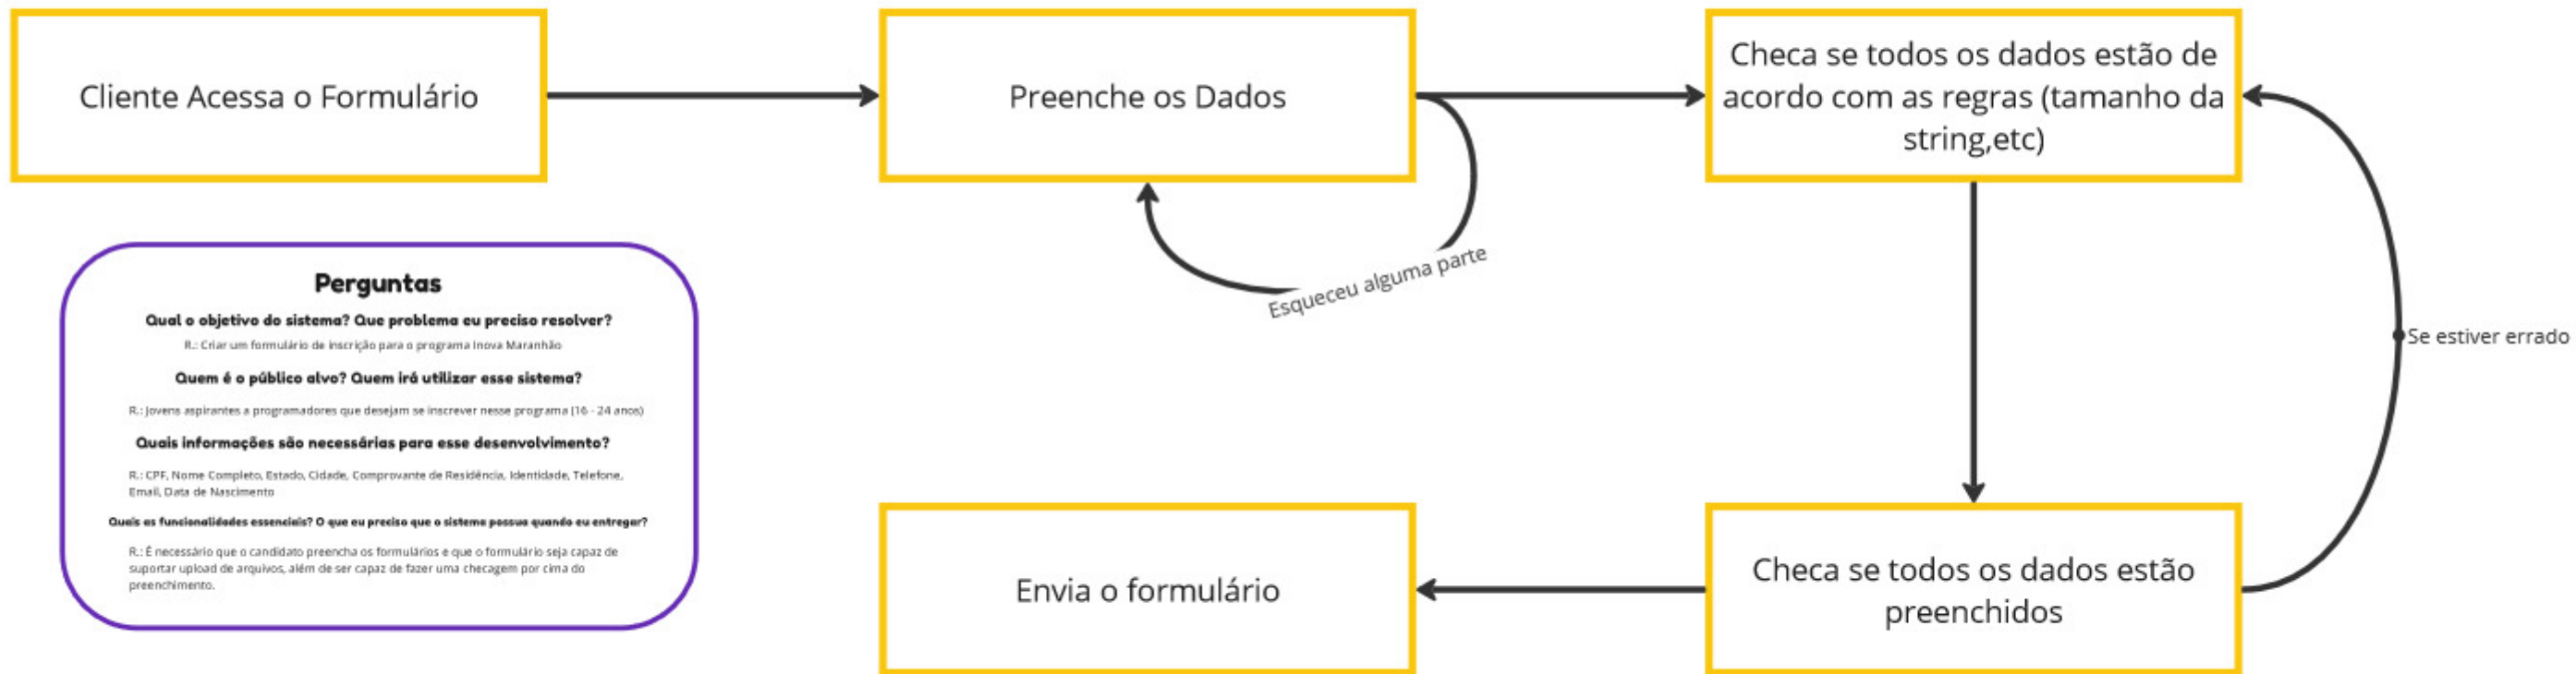 Cliente Acessa o Formulário
Preenche os Dados
Checa se todos os dados estão de
acordo com as regras (tamanho da
string,etc)
Esqueceu alguma parte
Se estiver errado
Perguntas
Qual o objetivo do sistema? Que problema eu preciso resolver?
R.: Criar um formulário de inscrição para o programa Inova Maranhão
Quem é o público alvo? Quem irá utilizar esse sistema?
R.: Jovens aspirantes a programadores que desejam se inscrever nesse programa (16 - 24 anos)
Quais informações são necessárias para esse desenvolvimento?
R.: CPF, Nome Completo, Estado, Cidade, Comprovante de Residência, Identidade, Telefone,
Email, Data de Nascimento
Quais as funcionalidades essenciais? O que eu preciso que o sistema possua quando eu entregar?
R.: É necessário que o candidato preencha os formulários e que o formulário seja capaz de
suportar upload de arquivos, além de ser capaz de fazer uma checagem por cima do
preenchimento.
Envia o formulário
Checa se todos os dados estão
preenchidos